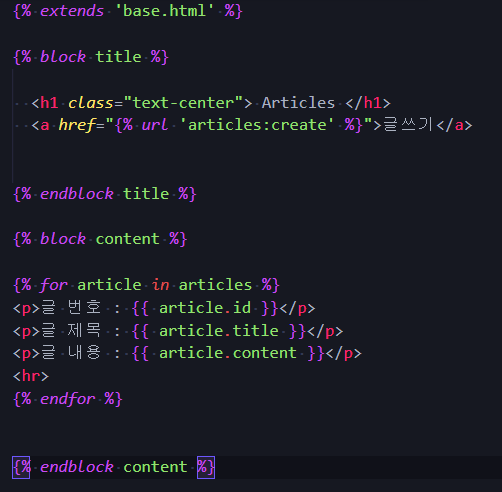 {% extends 'base.html' %}
{% block title %}
<h1 class="text-center"> Articles </h1>
<a href="{% url 'articles:create' %}">글쓰기</a>
{% endblock title %}
{% block content %}
{% for article in articles %}
<p>글 번호 : {{ article.id }}</p>
<p>글 제목 : {{ article.title }}</p>
<p>글 내용 : {{ article.content }}</p>
<hr>
{% endfor %}
{% endblock content %}